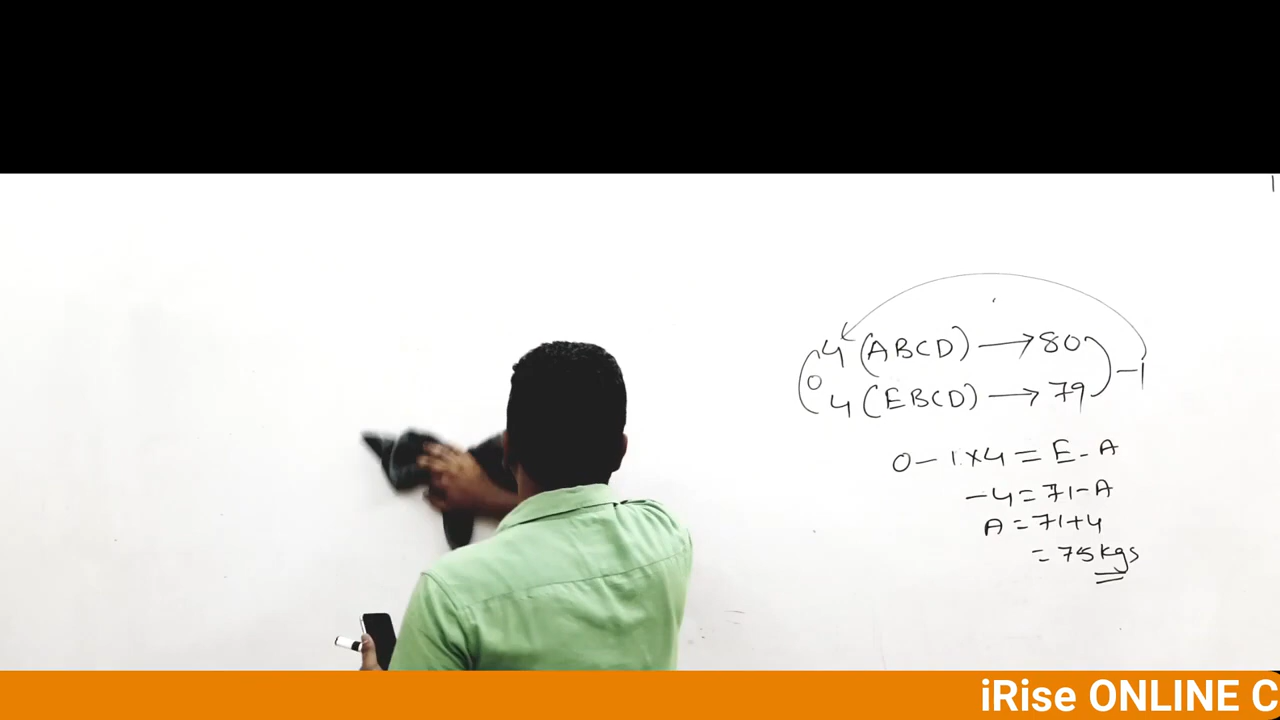 4 (ABCD) → 80
0 -1
4 (EBCD) → 79
0 - 1 x 4 = E - A
-4 = 71 - A
A = 71 + 4
= 75 kgs
iRise ONLINE C